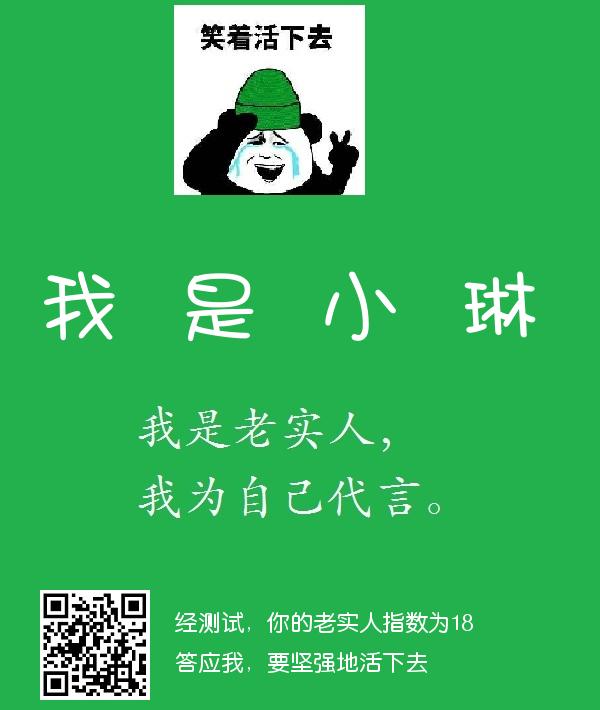 笑着活下去
我是小琳
我是老实人，
我为自己代言。
经测试，你的老实人指数为18
答应我，要坚强地活下去